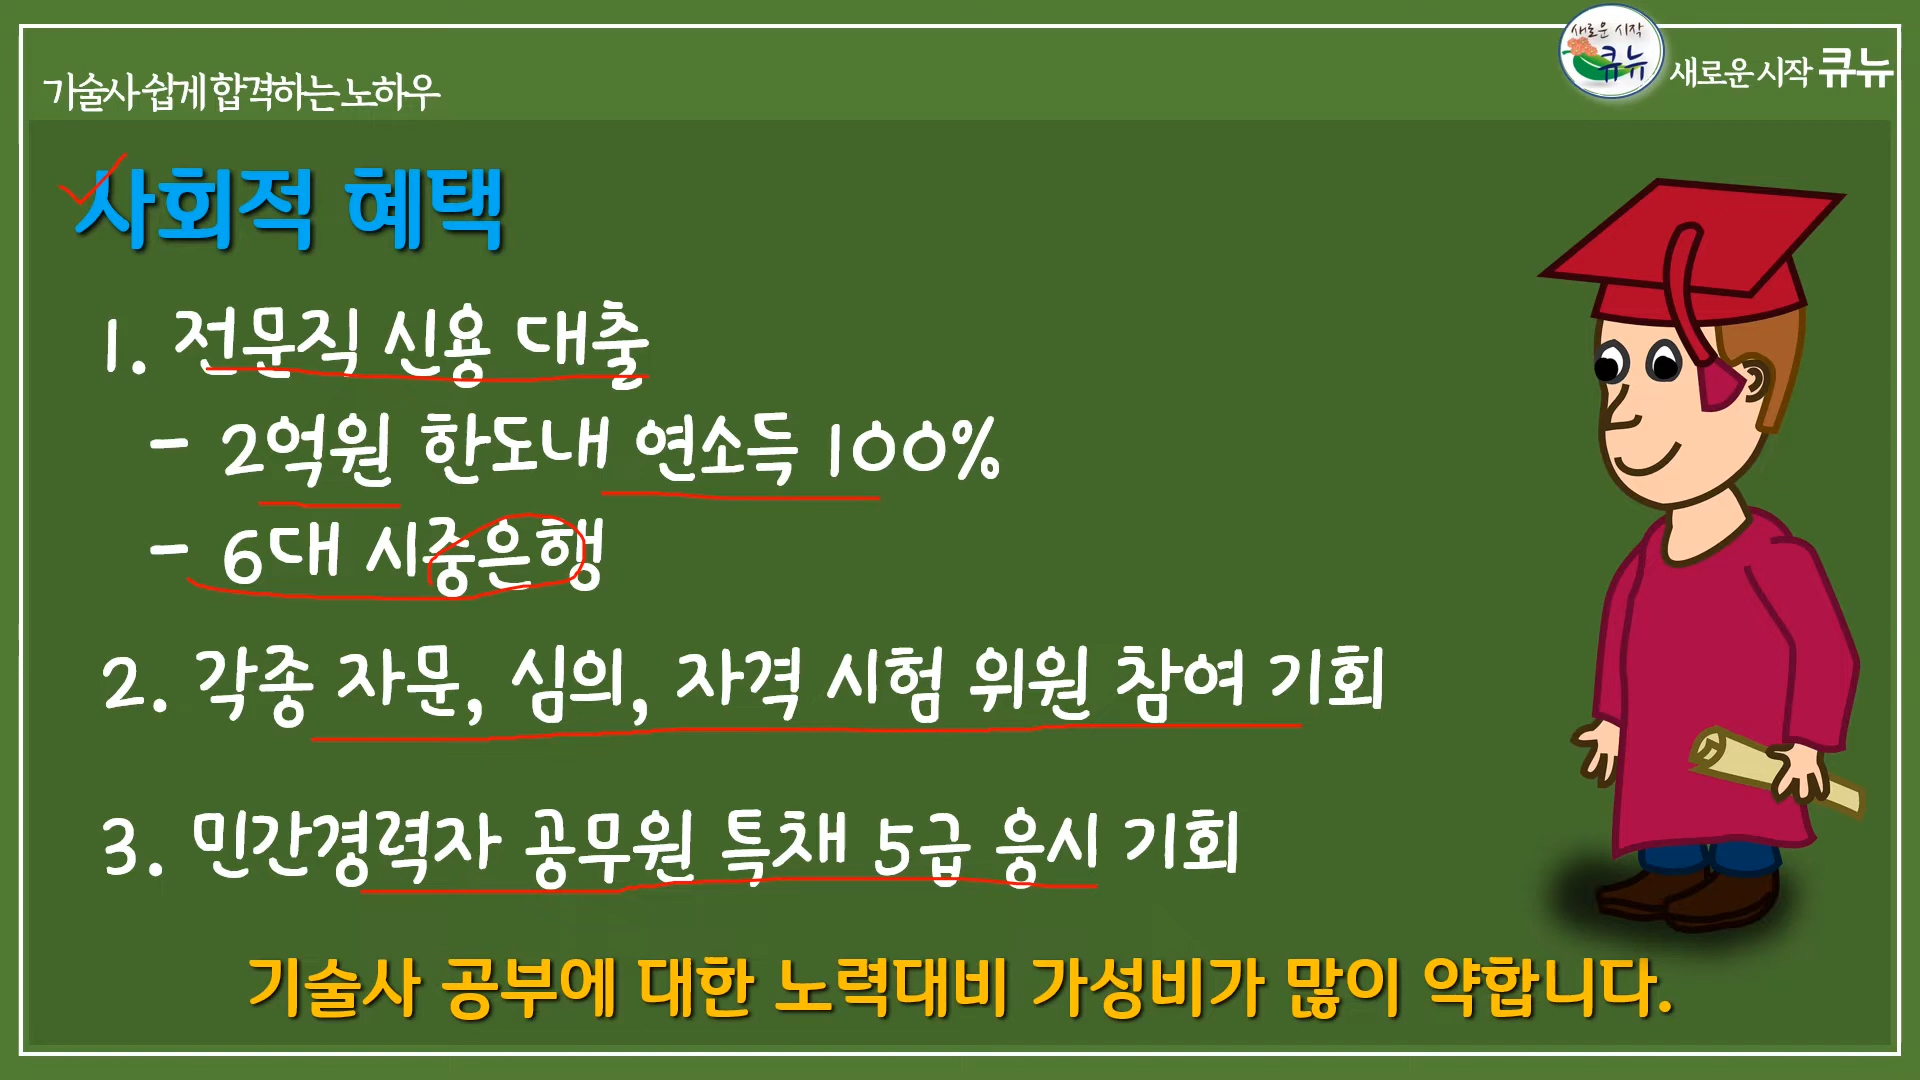 기술사 쉽게 합격하는 노하우
새로운 시작
큐뉴
새로운 시작 큐뉴
사회적 혜택
1. 전문직 신용 대출
- 2억원 한도내 연소득 100%
- 6대 시중은행
2. 각종 자문, 심의, 자격 시험 위원 참여 기회
3. 민간경력자 공무원 특채 5급 응시 기회
기술사 공부에 대한 노력대비 가성비가 많이 약합니다.